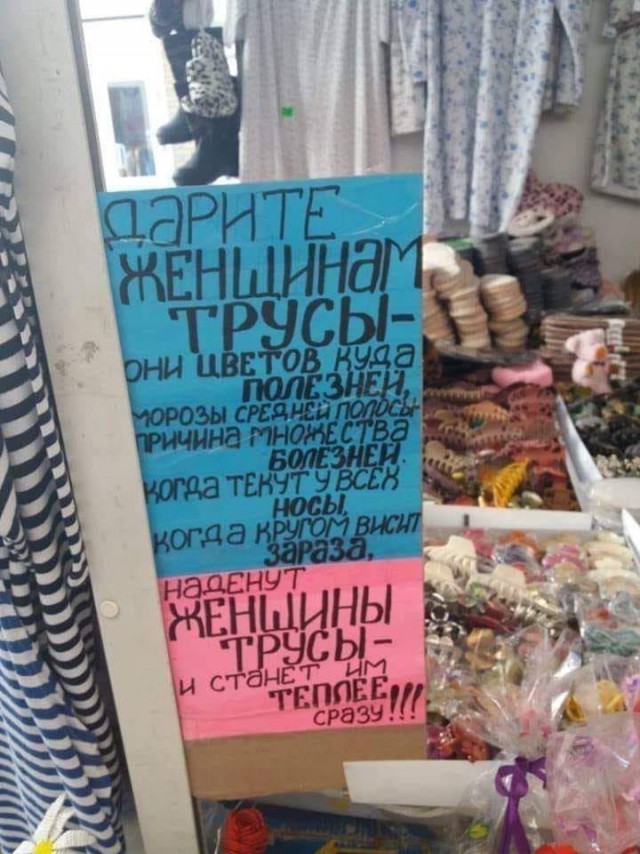 ДАРИТЕ
ЖЕНЩИНАМ
ТРУСЫ-
ОНИ ЦВЕТОВ КУДА
ПОЛЕЗНЕЙ,
МОРОЗЫ СРЕДНЕЙ ПОЛОСЫ-
ПРИЧИНА МНОЖЕСТВА
БОЛЕЗНЕЙ.
КОГДА ТЕКУТ У ВСЕХ
НОСЫ,
КОГДА КРУГОМ ВИСИТ
ЗАРАЗА,
НАДЕНУТ
ЖЕНЩИНЫ
ТРУСЫ-
И СТАНЕТ ИМ
ТЕПЛЕЕ
СРАЗУ!!!